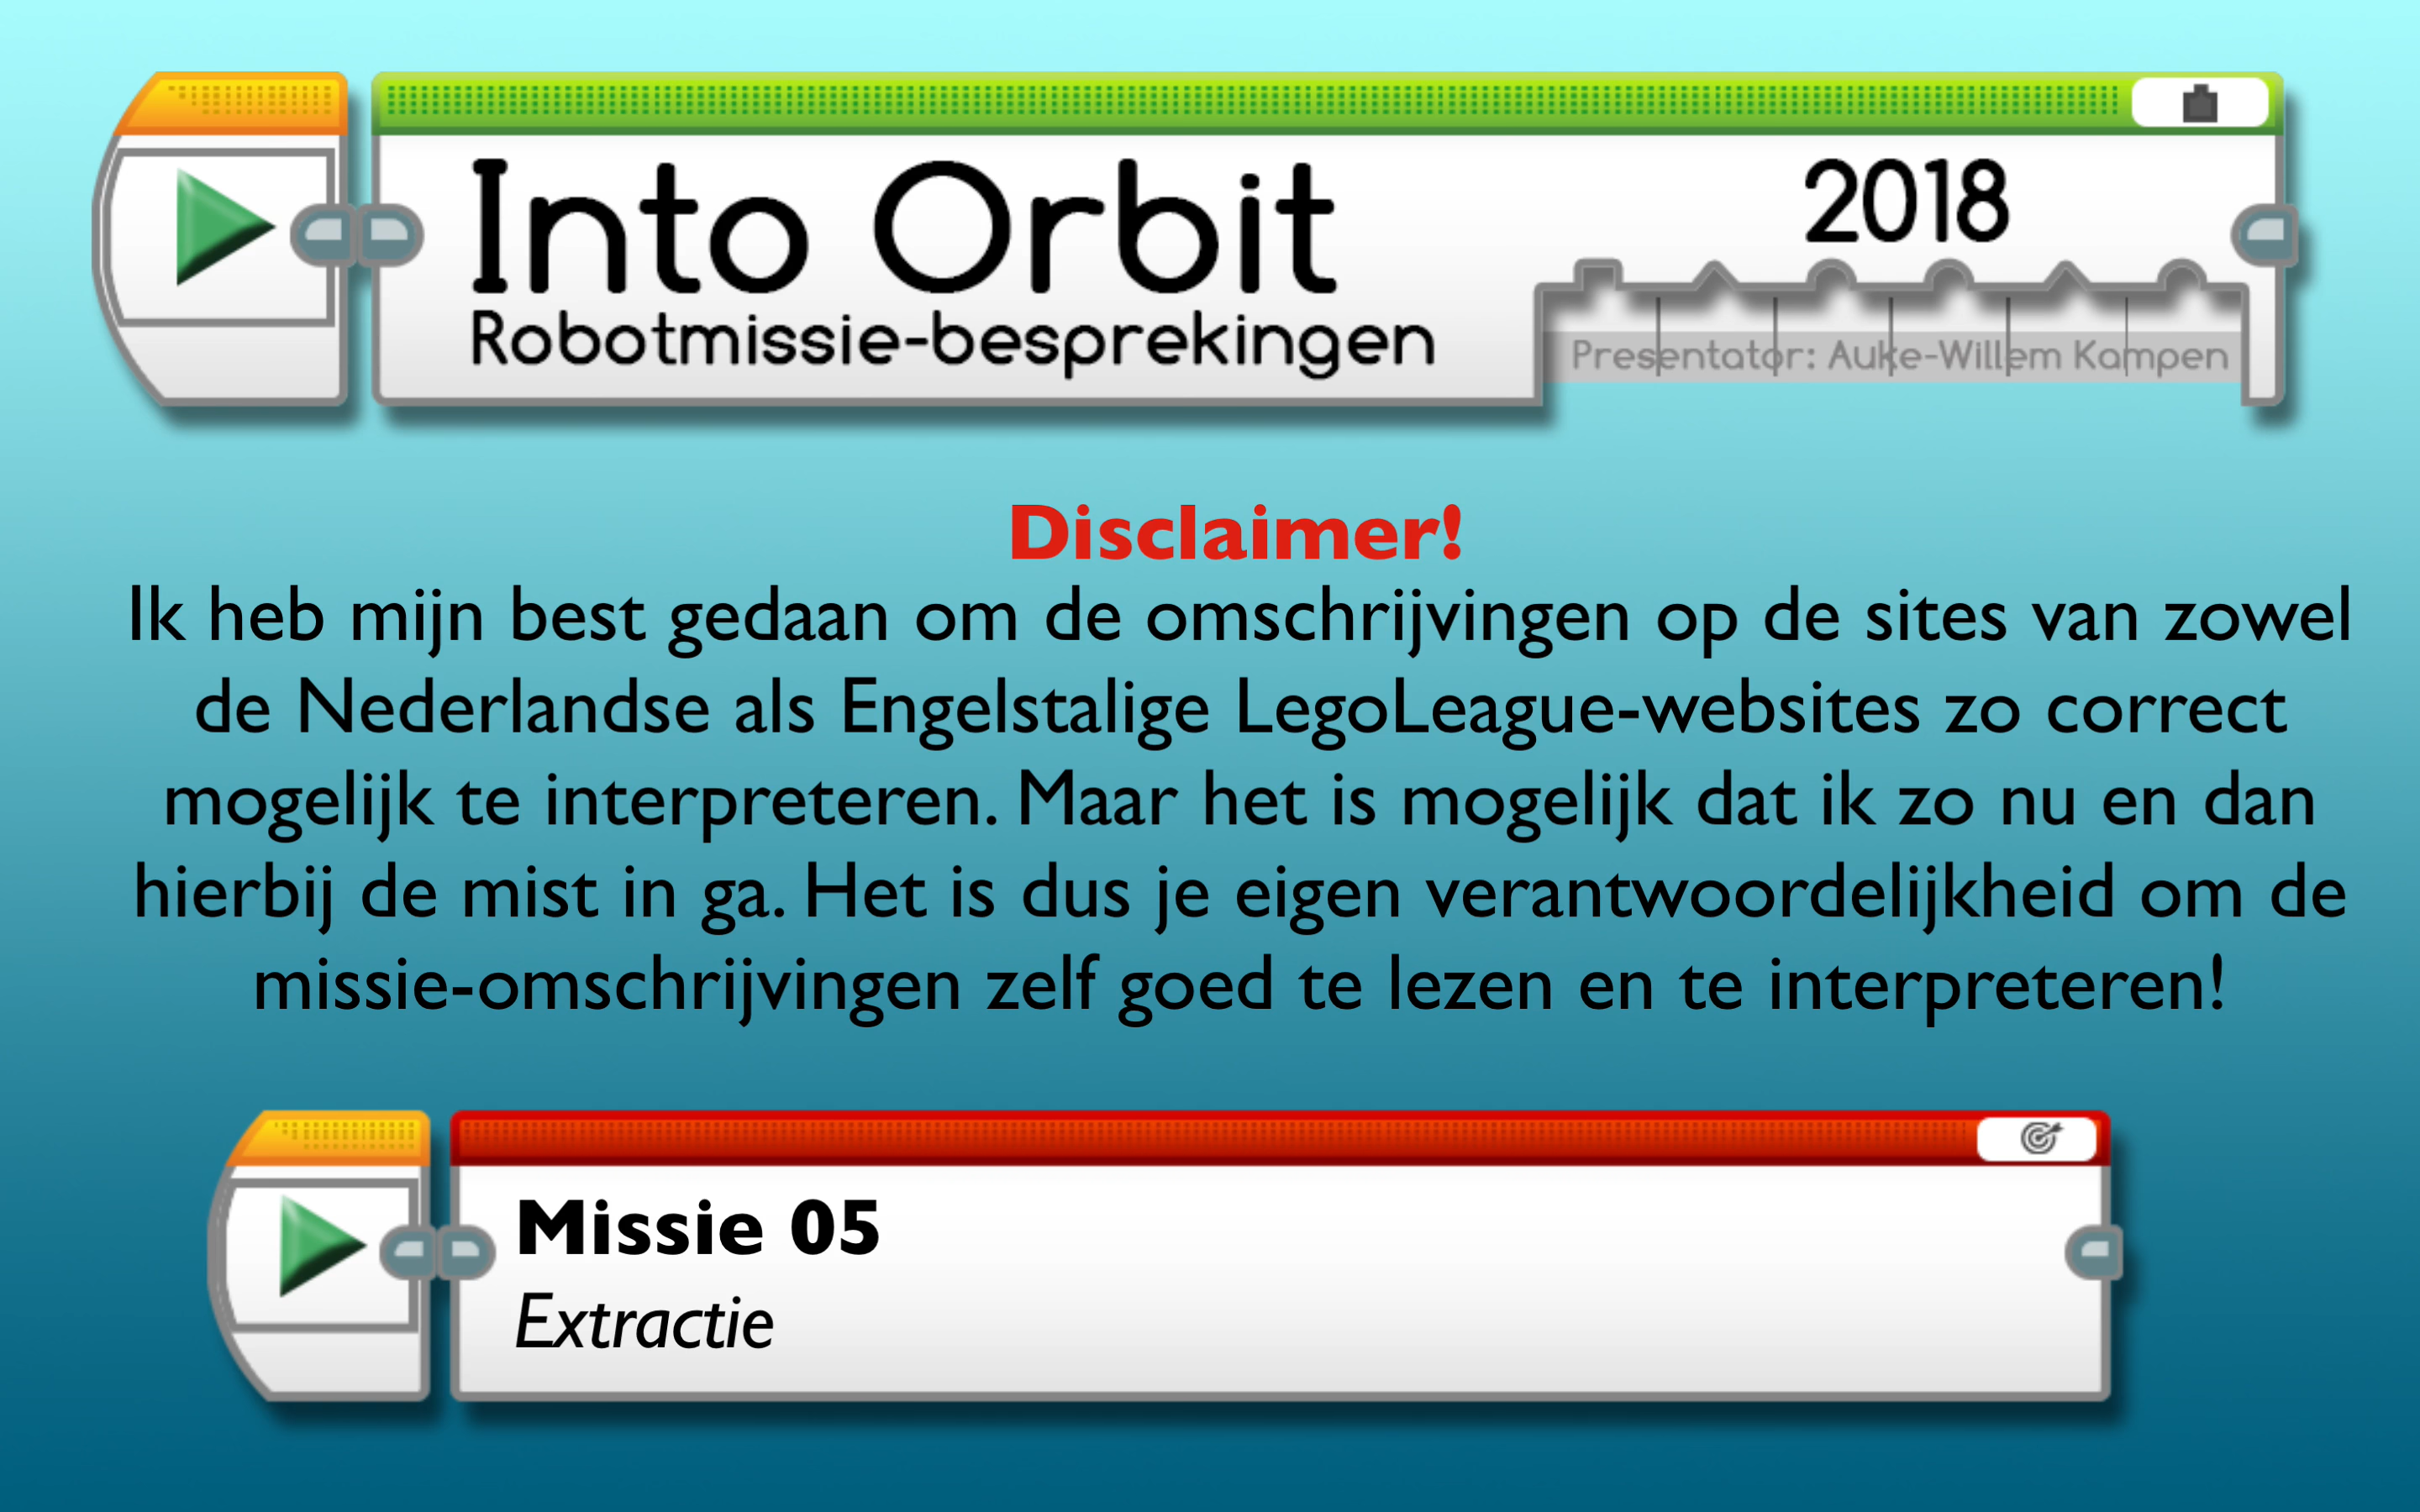 Into Orbit
2018
Robotmissie-besprekingen
Presentator: Auke-Willem Kampen
Disclaimer!
Ik heb mijn best gedaan om de omschrijvingen op de sites van zowel
de Nederlandse als Engelstalige LegoLeague-websites zo correct
mogelijk te interpreteren. Maar het is mogelijk dat ik zo nu en dan
hierbij de mist in ga. Het is dus je eigen verantwoordelijkheid om de
missie-omschrijvingen zelf goed te lezen en te interpreteren!
Missie 05
Extractie